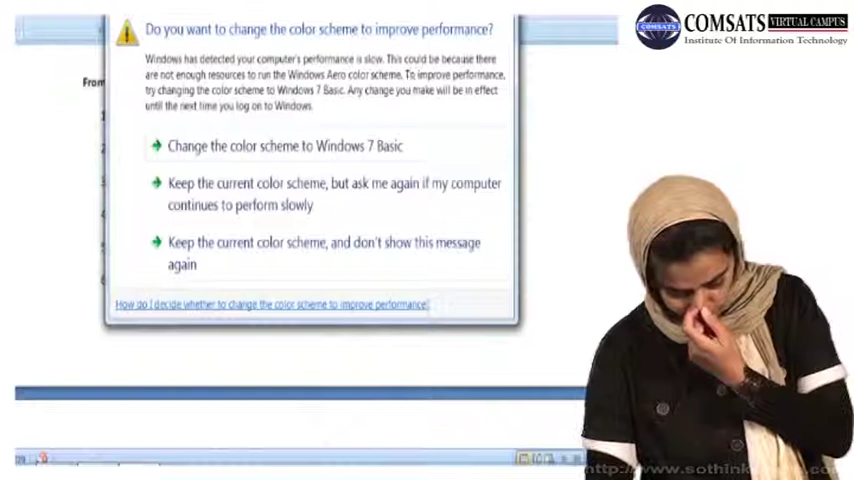 Do you want to change the color scheme to improve performance?
Windows has detected your computer's performance is slow. This could be because there
are not enough resources to run the Windows Aero color scheme. To improve performance,
try changing the color scheme to Windows 7 Basic. Any change you make will be in effect
until the next time you log on to Windows.
From
Change the color scheme to Windows 7 Basic
Keep the current color scheme, but ask me again if my computer
continues to perform slowly
Keep the current color scheme, and don't show this message
again
How do I decide whether to change the color scheme to improve performance?
COMSATS VIRTUAL CAMPUS
Institute Of Information Technology